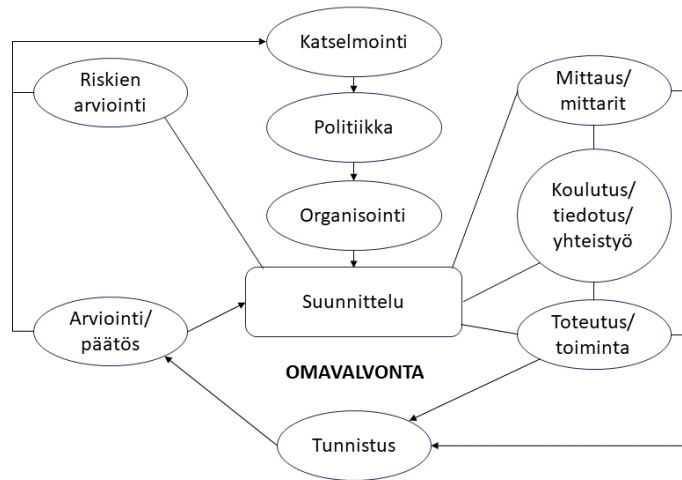 Katselmointi
Riskien
arviointi
Mittaus/
mittarit
Politiikka
Koulutus/
tiedotus/
yhteistyö
Organisointi
Suunnittelu
Arviointi/
päätös
Toteutus/
toiminta
OMAVALVONTA
Tunnistus